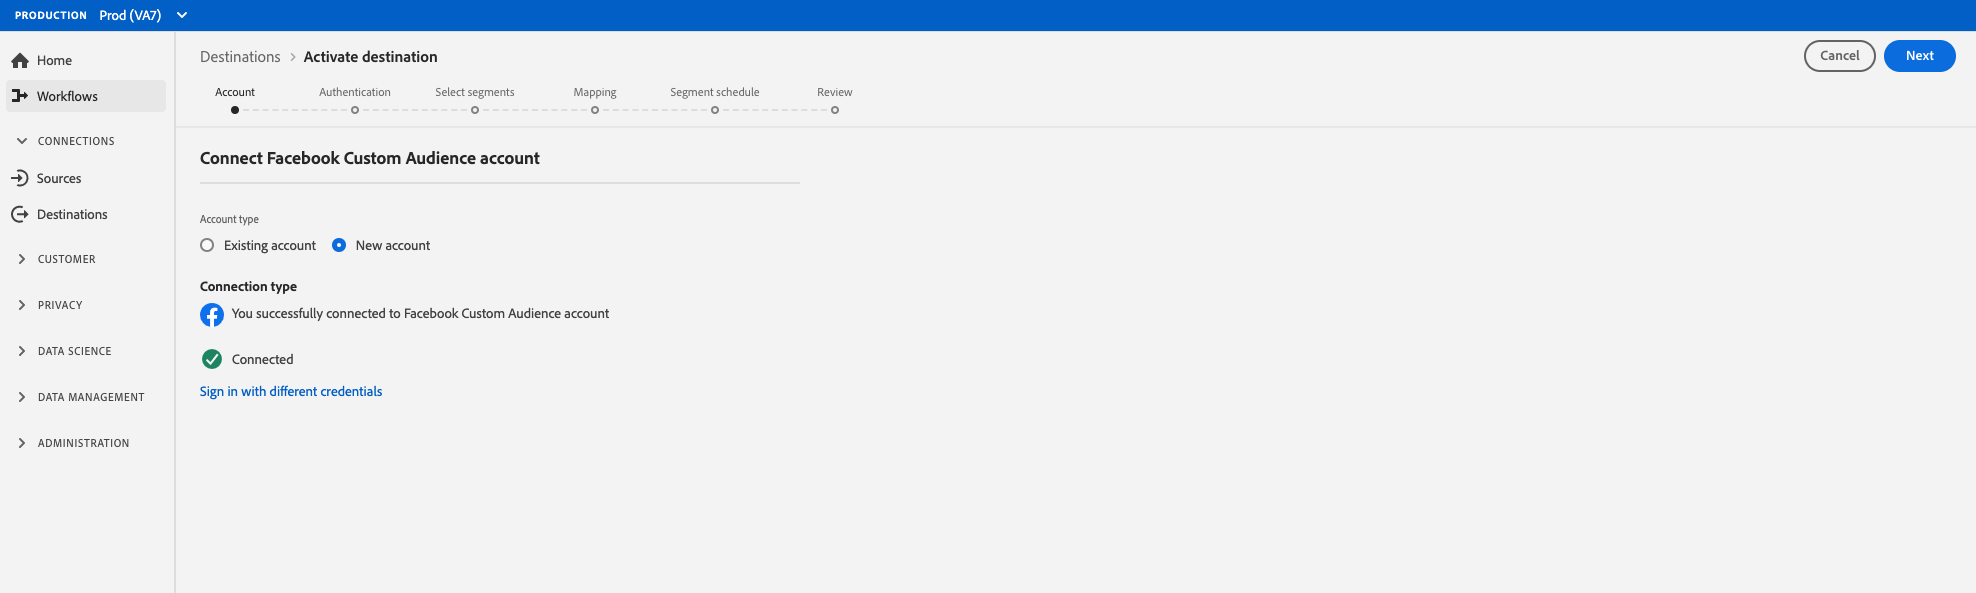 PRODUCTION Prod (VA7)
Home
Workflows
CONNECTIONS
Sources
Destinations
CUSTOMER
PRIVACY
DATA SCIENCE
DATA MANAGEMENT
ADMINISTRATION
Destinations > Activate destination
Cancel Next
Account Authentication Select segments Mapping Segment schedule Review
Connect Facebook Custom Audience account
Account type
Existing account New account
Connection type
You successfully connected to Facebook Custom Audience account
Connected
Sign in with different credentials